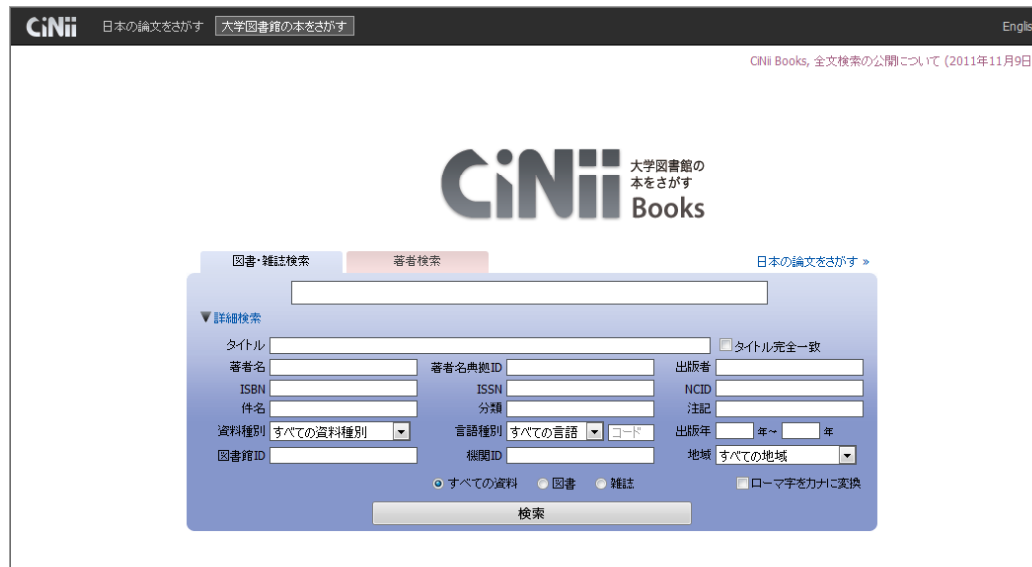 CiNii 日本の論文をさがす 大学図書館の本をさがす Englis
CiNii Books, 全文検索の公開について (2011年11月9日
CiNii 大学図書館の
本をさがす
Books
図書・雑誌検索 著者検索 日本の論文をさがす »
▼詳細検索
タイトル タイトル完全一致
著者名 著者名典拠ID 出版者
ISBN ISSN NCID
件名 分類 注記
資料種別 すべての資料種別 言語種別 すべての言語 コード 出版年 年~ 年
図書館ID 機関ID 地域 すべての地域
すべての資料 図書 雑誌 ローマ字をカナに変換
検索